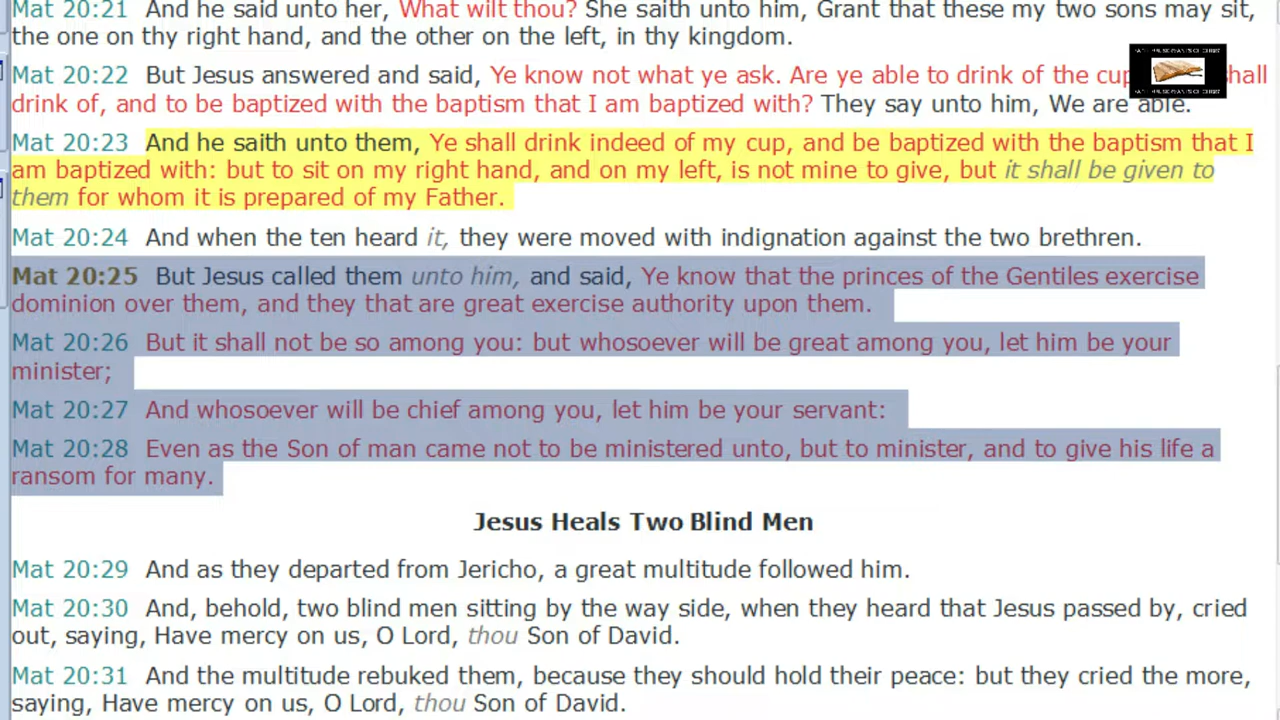 Mat 20:21 And he said unto her, What wilt thou? She saith unto him, Grant that these my two sons may sit,
the one on thy right hand, and the other on the left, in thy kingdom.
Mat 20:22 But Jesus answered and said, Ye know not what ye ask. Are ye able to drink of the cup shall
drink of, and to be baptized with the baptism that I am baptized with? They say unto him, We are able.
Mat 20:23 And he saith unto them, Ye shall drink indeed of my cup, and be baptized with the baptism that I
am baptized with: but to sit on my right hand, and on my left, is not mine to give, but it shall be given to
them for whom it is prepared of my Father.
Mat 20:24 And when the ten heard it, they were moved with indignation against the two brethren.
Mat 20:25 But Jesus called them unto him, and said, Ye know that the princes of the Gentiles exercise
dominion over them, and they that are great exercise authority upon them.
Mat 20:26 But it shall not be so among you: but whosoever will be great among you, let him be your
minister;
Mat 20:27 And whosoever will be chief among you, let him be your servant:
Mat 20:28 Even as the Son of man came not to be ministered unto, but to minister, and to give his life a
ransom for many.
Jesus Heals Two Blind Men
Mat 20:29 And as they departed from Jericho, a great multitude followed him.
Mat 20:30 And, behold, two blind men sitting by the way side, when they heard that Jesus passed by, cried
out, saying, Have mercy on us, O Lord, thou Son of David.
Mat 20:31 And the multitude rebuked them, because they should hold their peace: but they cried the more,
saying, Have mercy on us, O Lord, thou Son of David.